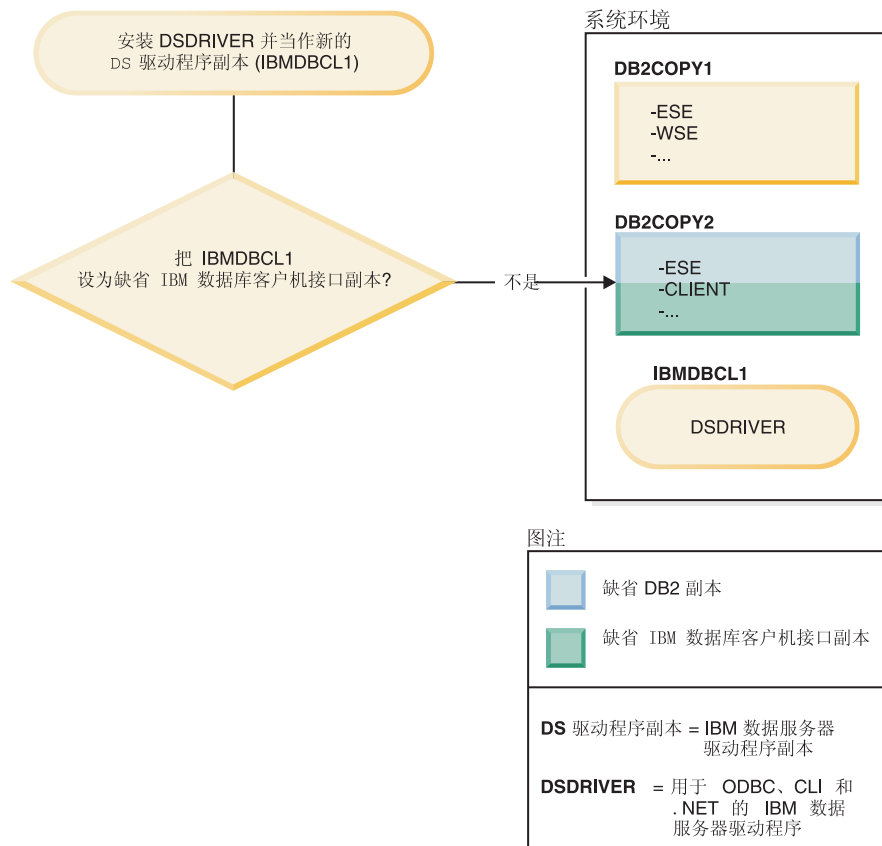 安装 DSDRIVER 并当作新的
DS 驱动程序副本 (IBMDBCL1)
把 IBMDBCL1
设为缺省 IBM 数据库客户机接口副本?
不是
系统环境
DB2COPY1
-ESE
-WSE
-...
DB2COPY2
-ESE
-CLIENT
-...
IBMDBCL1
DSDRIVER
图注
缺省 DB2 副本
缺省 IBM 数据库客户机接口副本
DS 驱动程序副本 = IBM 数据服务器
驱动程序副本
DSDRIVER = 用于 ODBC、CLI 和
.NET 的 IBM 数据
服务器驱动程序